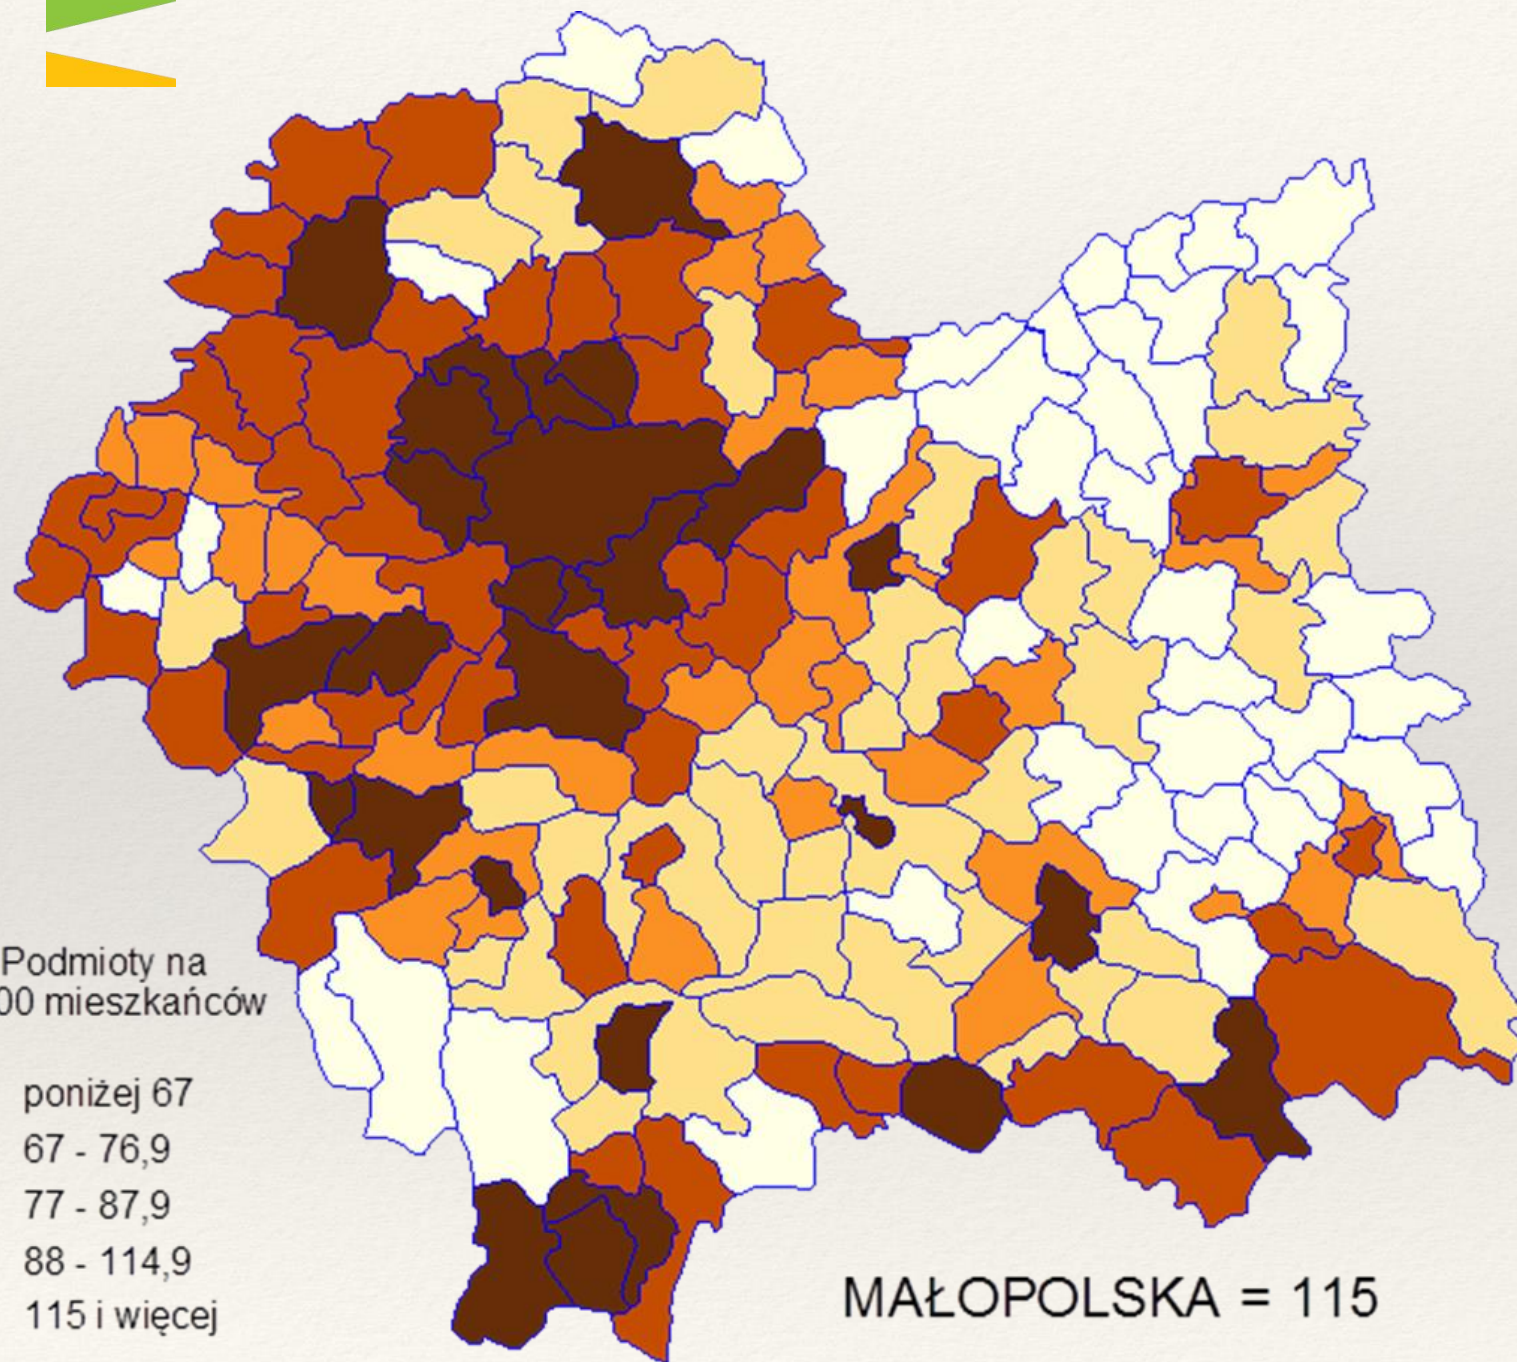 Podmioty na
00 mieszkańców
poniżej 67
67 - 76,9
77 - 87,9
88 - 114,9
115 i więcej
MAŁOPOLSKA = 115